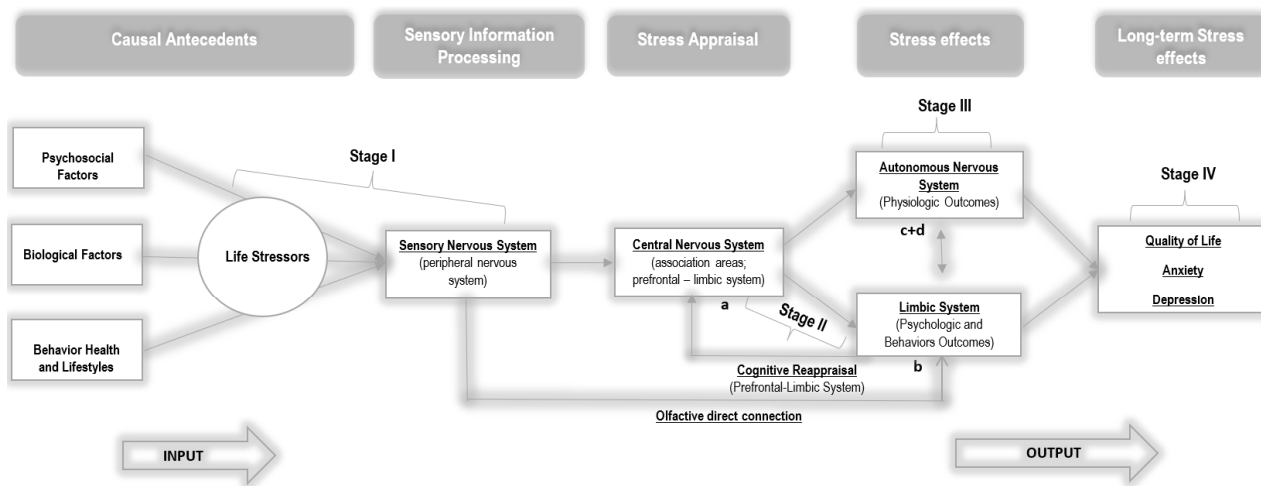 Causal Antecedents
Sensory Information
Processing
Stress Appraisal
Stress effects
Long-term Stress
effects
Psychosocial
Factors
Biological Factors
Behavior Health
and Lifestyles
Life Stressors
Stage I
Sensory Nervous System
(peripheral nervous
system)
Central Nervous System
(association areas;
prefrontal – limbic system)
a
Stage II
Stage III
Autonomous Nervous
System
(Physiologic Outcomes)
c+d
Limbic System
(Psychologic and
Behaviors Outcomes)
b
Cognitive Reappraisal
(Prefrontal-Limbic System)
Olfactive direct connection
Stage IV
Quality of Life
Anxiety
Depression
INPUT
OUTPUT